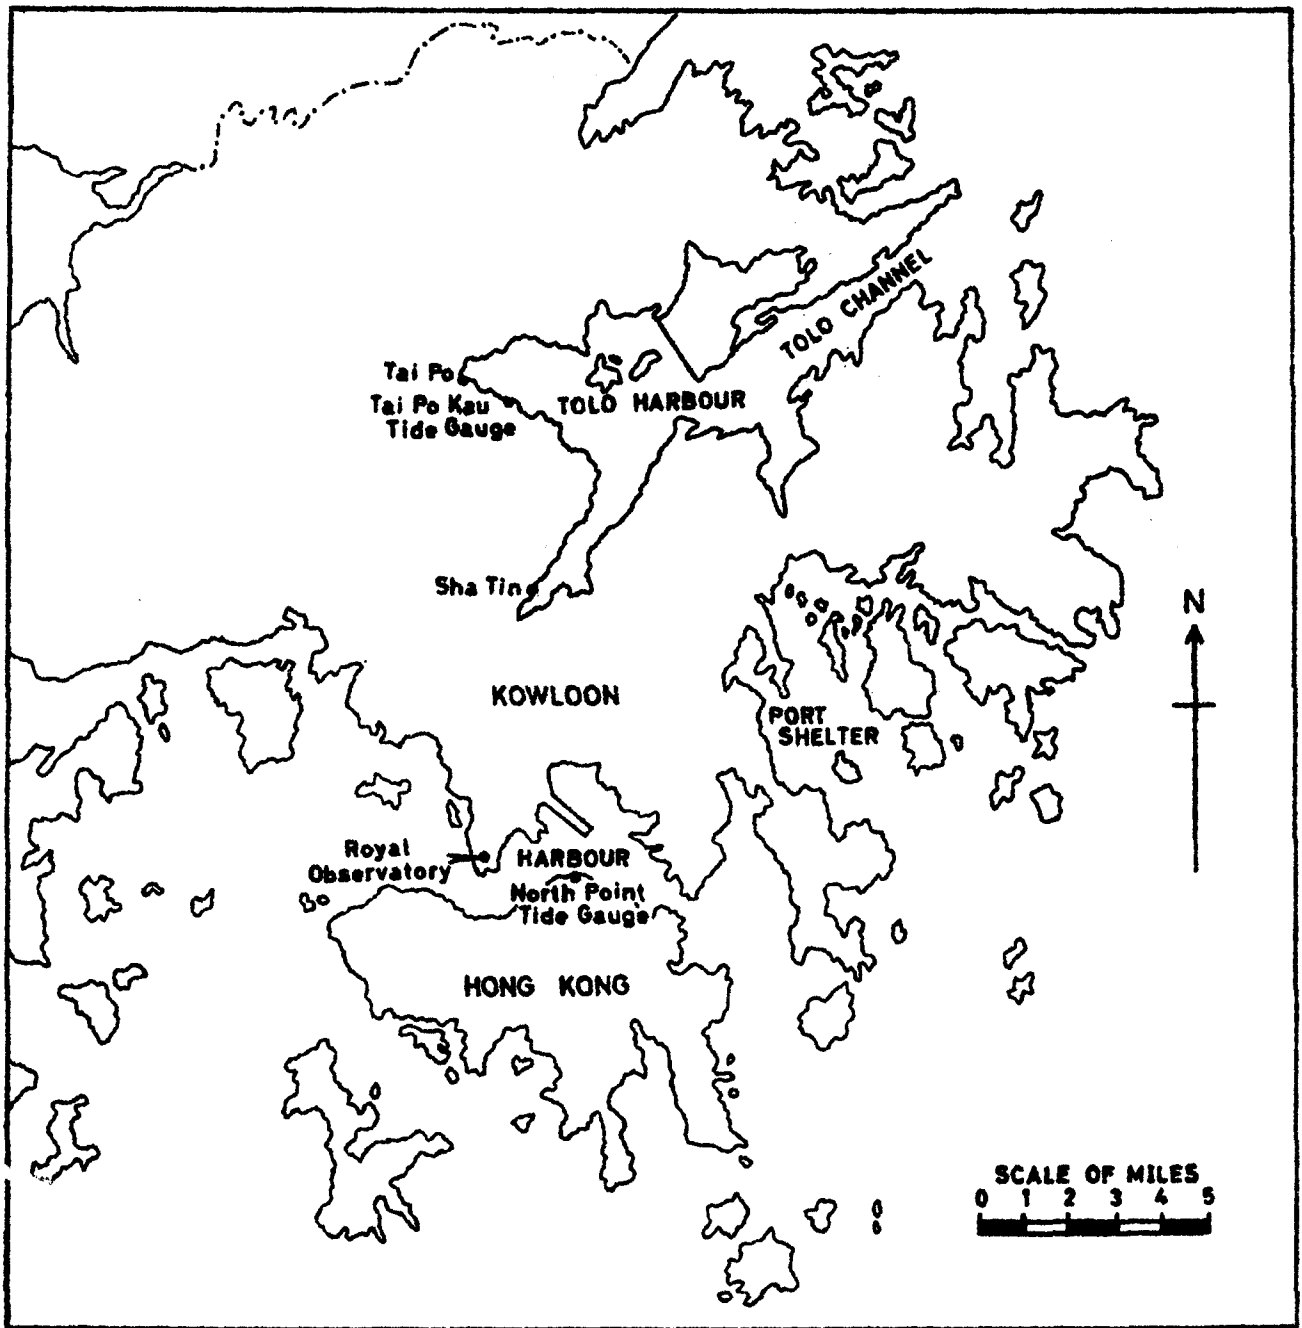 TOLO CHANNEL
Tai Po
Tai Po Kau
Tide Gauge
TOLO HARBOUR
Sha Tin
N
KOWLOON
PORT
SHELTER
Royal
Observatory
HARBOUR
North Point
Tide Gauge
HONG KONG
SCALE OF MILES
0 1 2 3 4 5